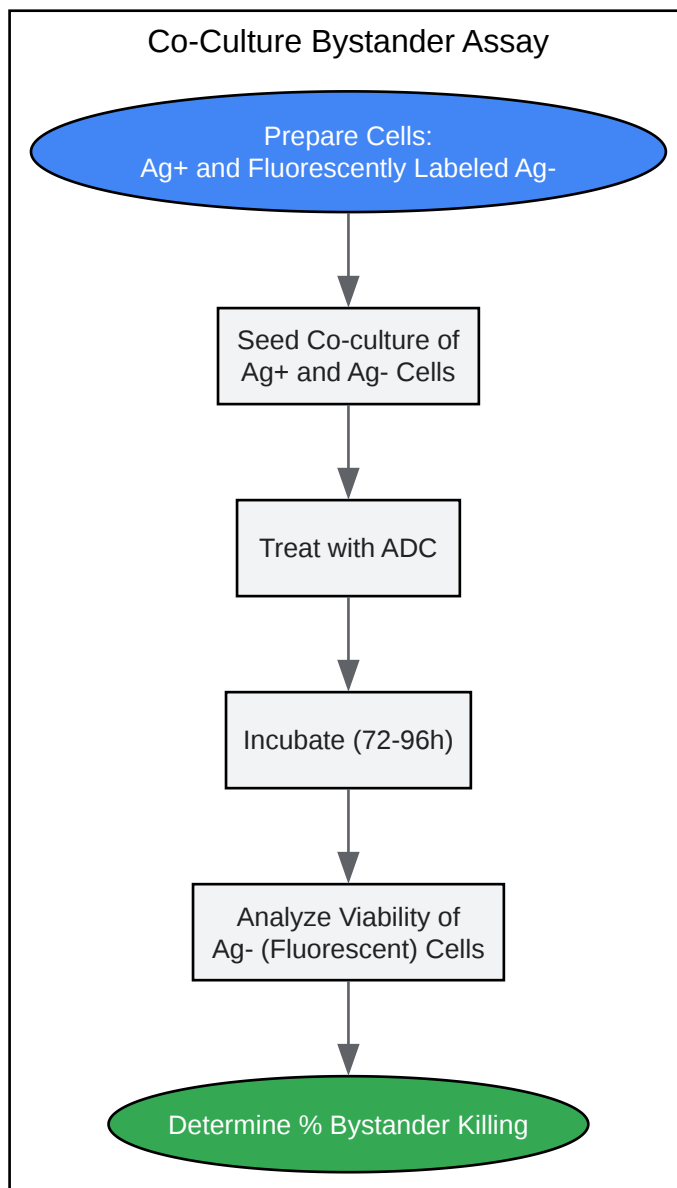 Co-Culture Bystander Assay
Prepare Cells:
Ag+ and Fluorescently Labeled Ag-
Seed Co-culture of
Ag+ and Ag- Cells
Treat with ADC
Incubate (72-96h)
Analyze Viability of
Ag- (Fluorescent) Cells
Determine % Bystander Killing